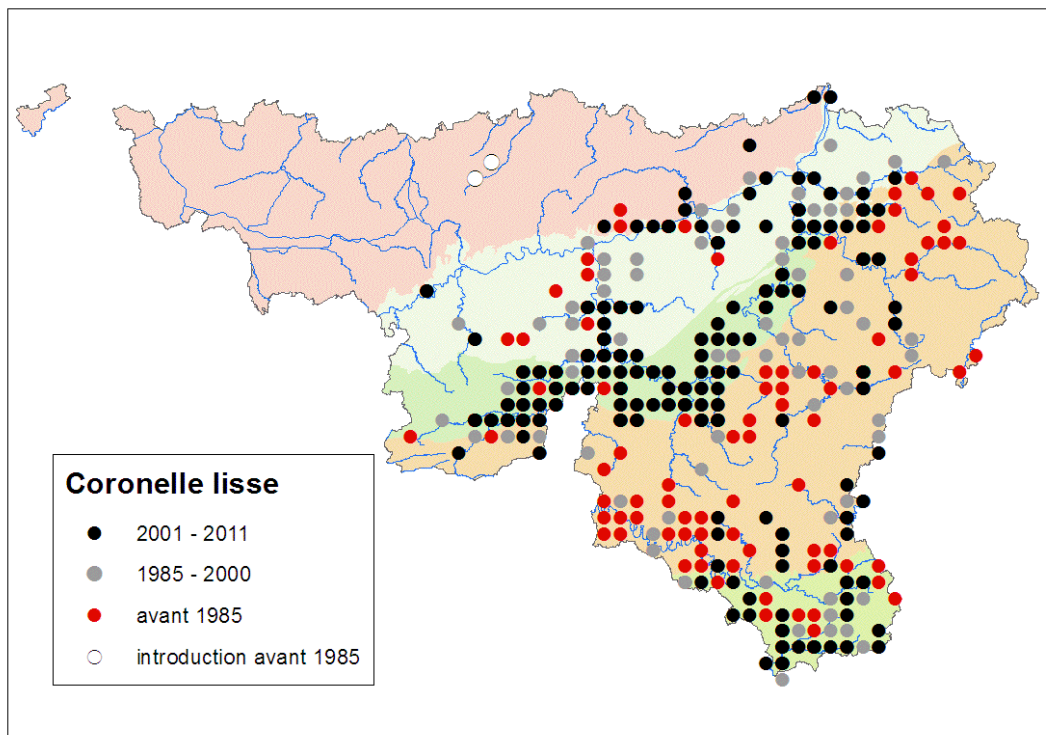 Coronelle lisse
2001 - 2011
1985 - 2000
avant 1985
introduction avant 1985